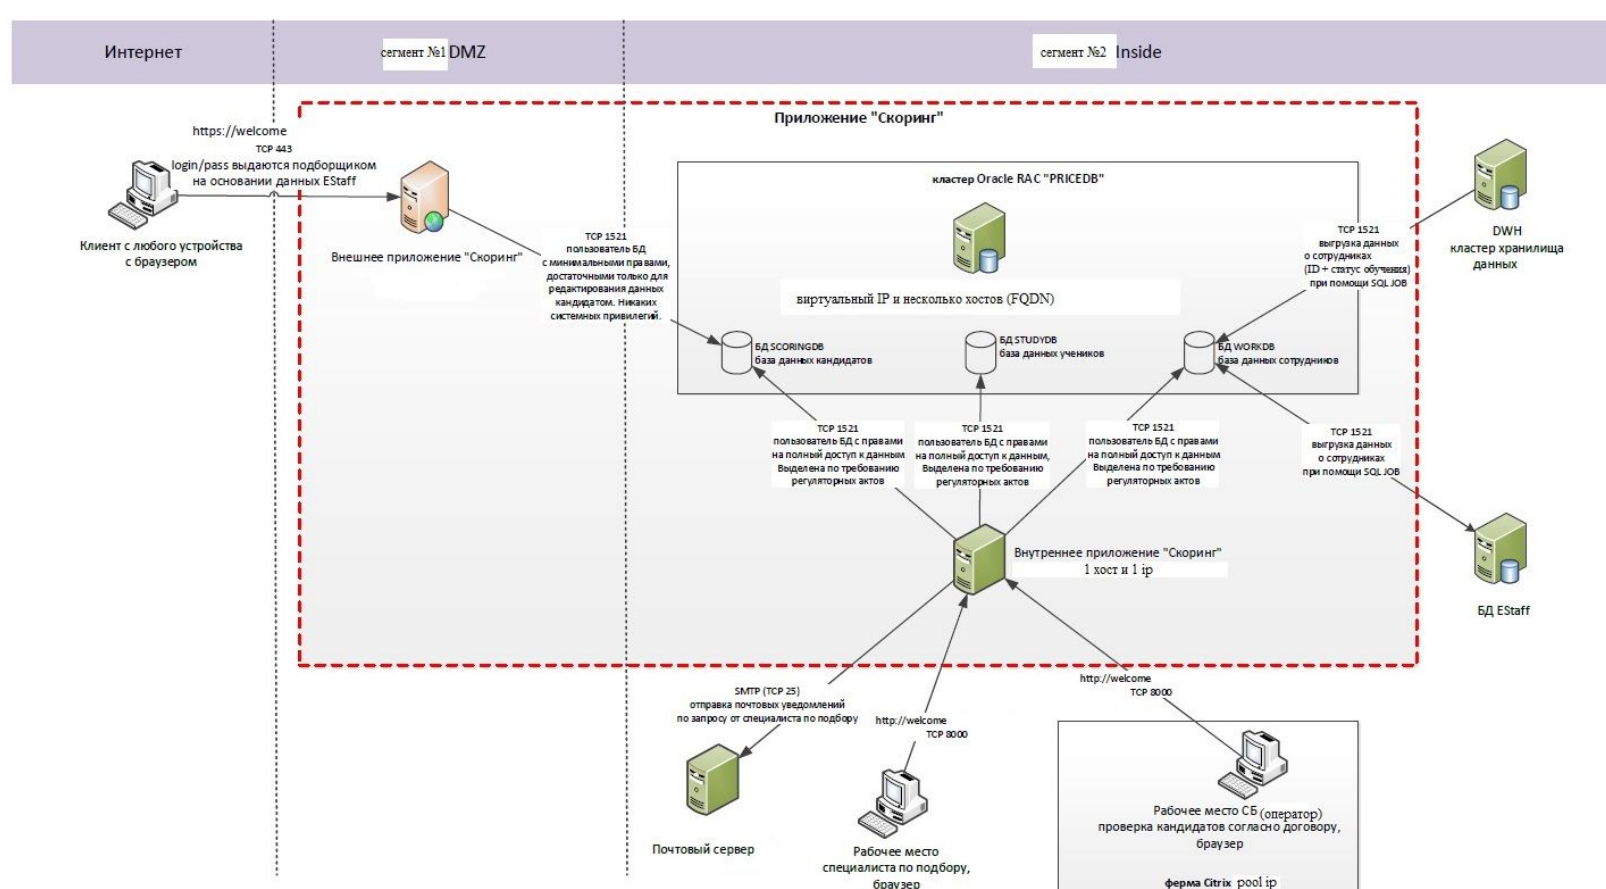 Интернет
сегмент №1 DMZ
сегмент №2 Inside
Приложение "Скоринг"
https://welcome
TCP 443
login/pass выдаются подборщиком
на основании данных EStaff
Клиент с любого устройства
с браузером
Внешнее приложение "Скоринг"
TCP 1521
пользователь БД
с минимальными правами,
достаточными только для
редактирования данных
кандидатом. Никаких
системных привилегий.
кластер Oracle RAC "PRICEDB"
виртуальный IP и несколько хостов (FQDN)
БД SCORINGDB
база данных кандидатов
БД STUDYDB
база данных учеников
БД WORKDB
база данных сотрудников
TCP 1521
выгрузка данных
о сотрудниках
(ID + статус обучения)
при помощи SQL JOB
DWH
кластер хранилища
данных
TCP 1521
пользователь БД с правами
на полный доступ к данным
Выделена по требованию
регуляторных актов
TCP 1521
пользователь БД с правами
на полный доступ к данным,
Выделена по требованию
регуляторных актов
TCP 1521
пользователь БД с правами
на полный доступ к данным
Выделена по требованию
регуляторных актов
TCP 1521
выгрузка данных
о сотрудниках
при помощи SQL JOB
Внутреннее приложение "Скоринг"
1 хост и 1 ip
БД EStaff
SMTP (TCP 25)
отправка почтовых уведомлений
по запросу от специалиста по подбору
http://welcome
TCP 8000
http://welcome
TCP 8000
Почтовый сервер
Рабочее место
специалиста по подбору,
браузер
Рабочее место СБ (оператор)
проверка кандидатов согласно договору,
браузер
ферма Citrix pool ip